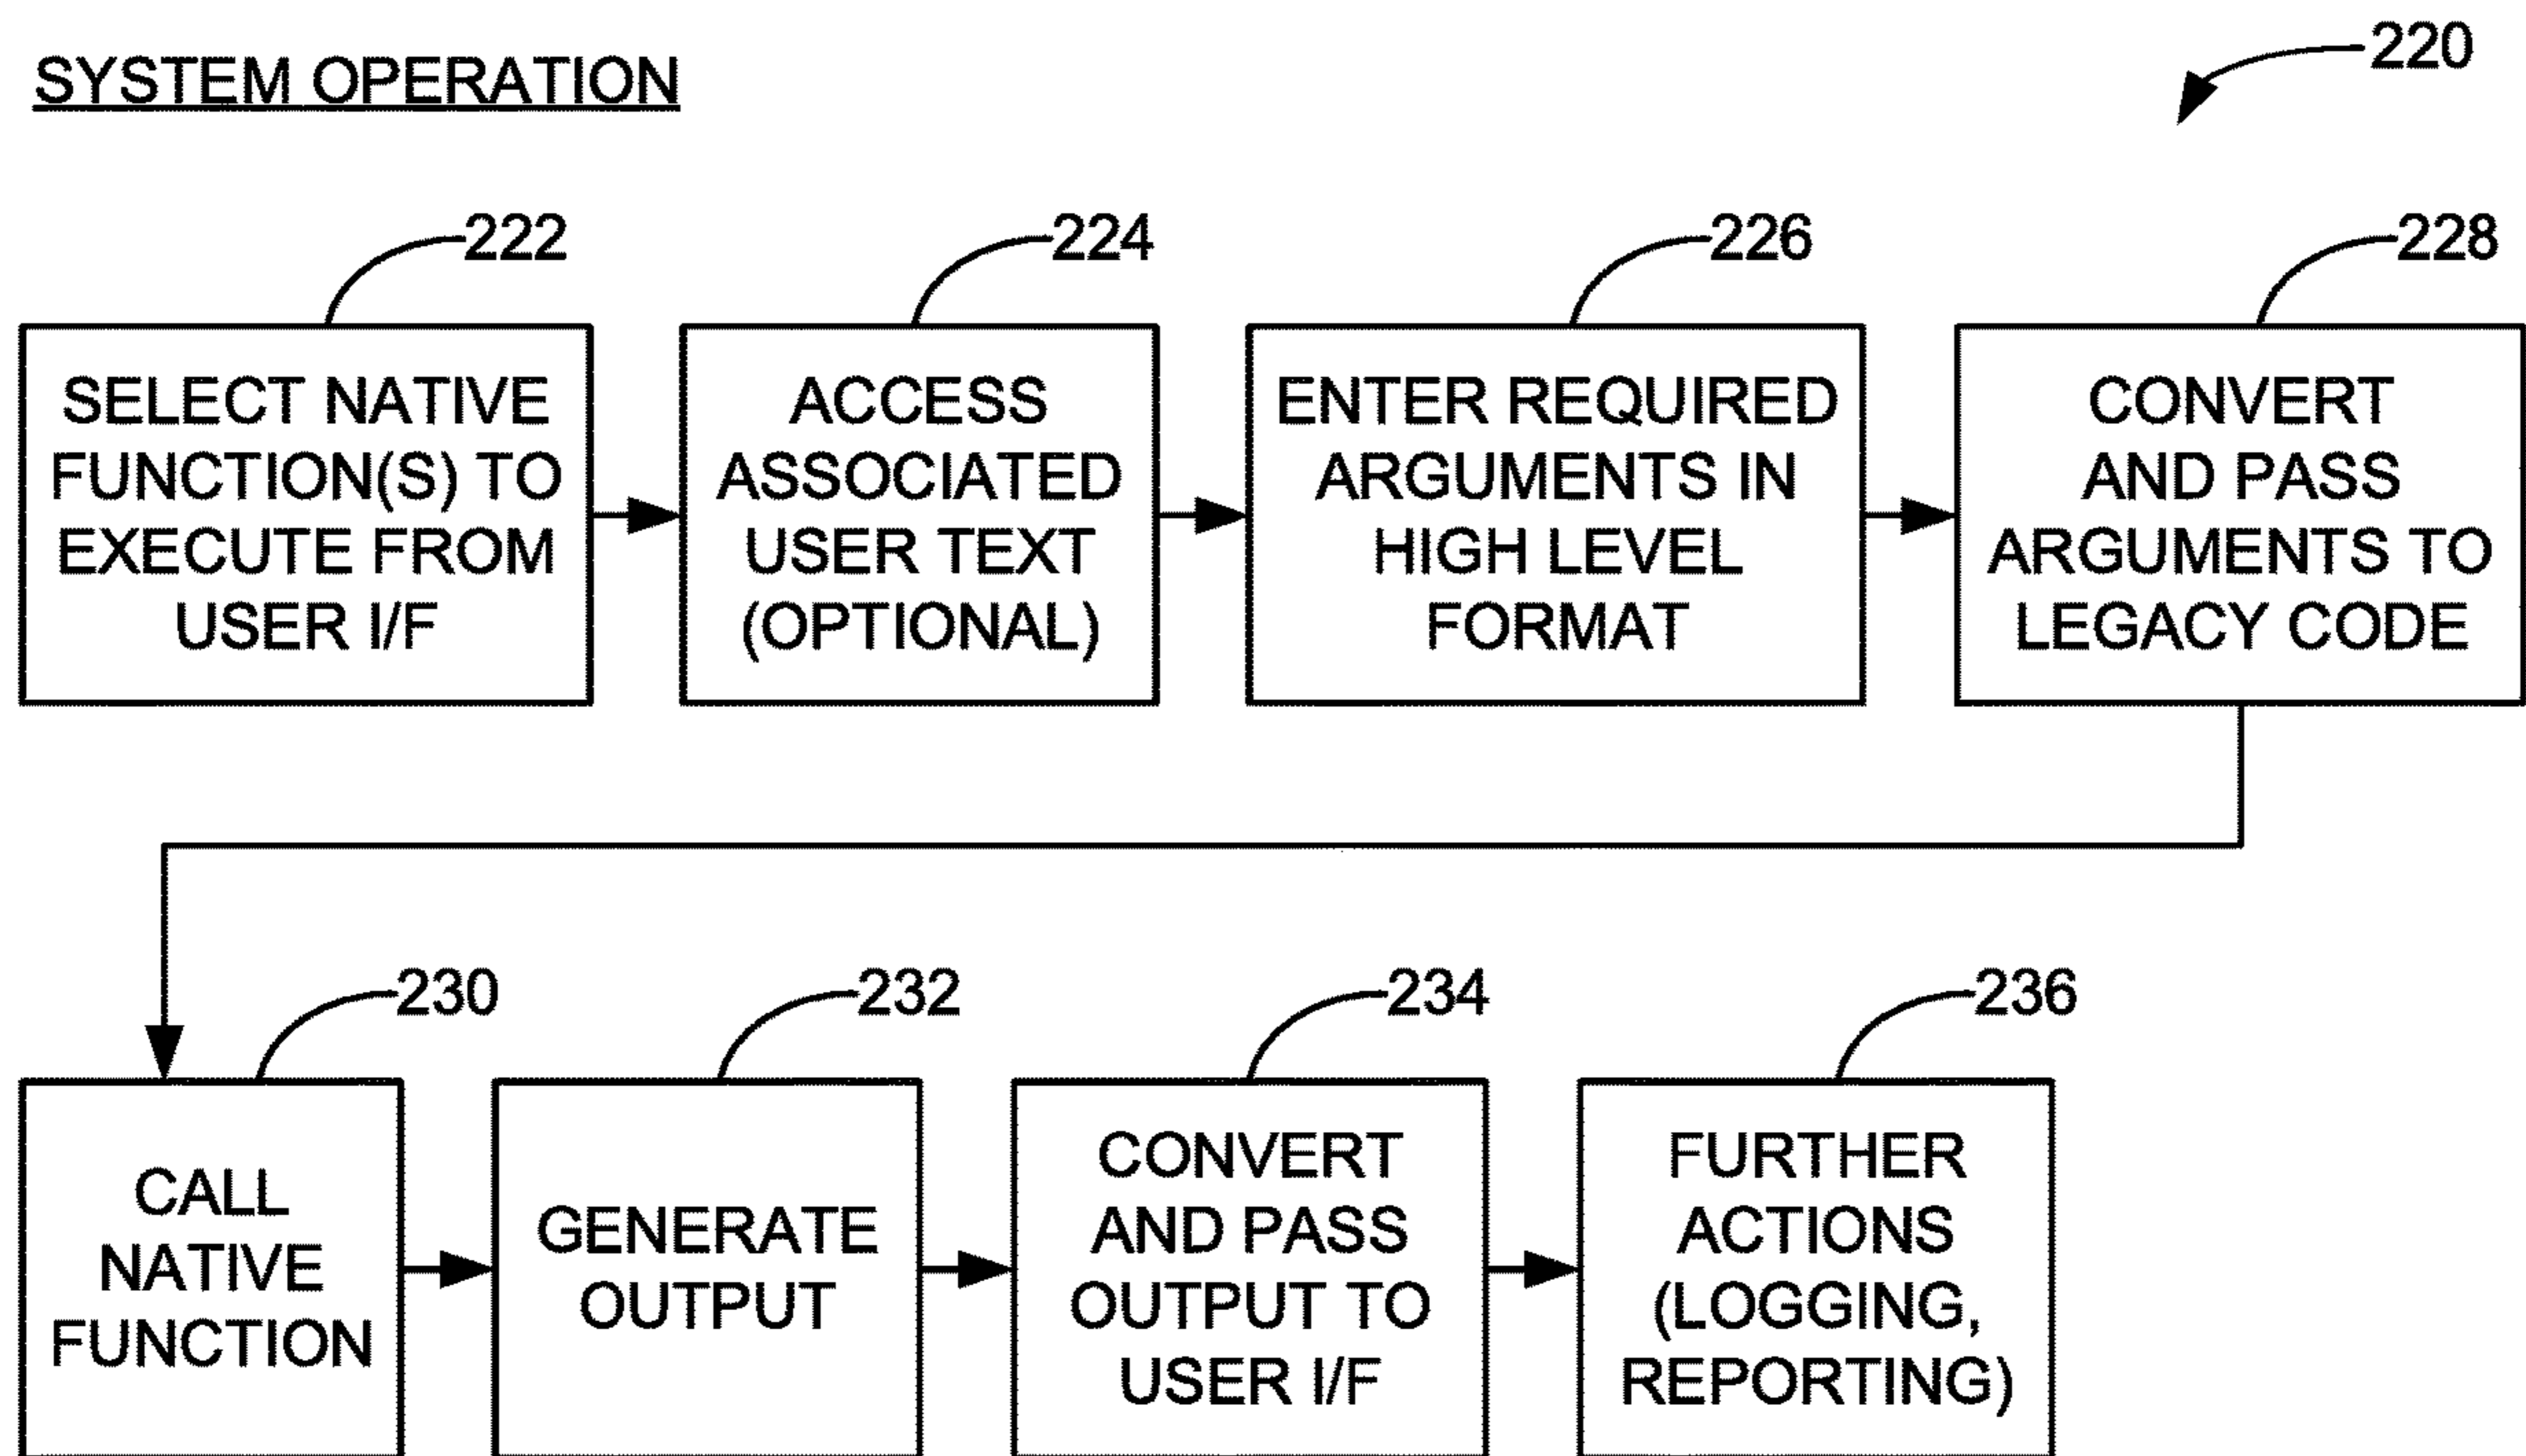 SYSTEM OPERATION
220
222
224
226
228
SELECT NATIVE
FUNCTION(S) TO
EXECUTE FROM
USER I/F
ACCESS
ASSOCIATED
USER TEXT
(OPTIONAL)
ENTER REQUIRED
ARGUMENTS IN
HIGH LEVEL
FORMAT
CONVERT
AND PASS
ARGUMENTS TO
LEGACY CODE
230
232
234
236
CALL
NATIVE
FUNCTION
GENERATE
OUTPUT
CONVERT
AND PASS
OUTPUT TO
USER I/F
FURTHER
ACTIONS
(LOGGING,
REPORTING)